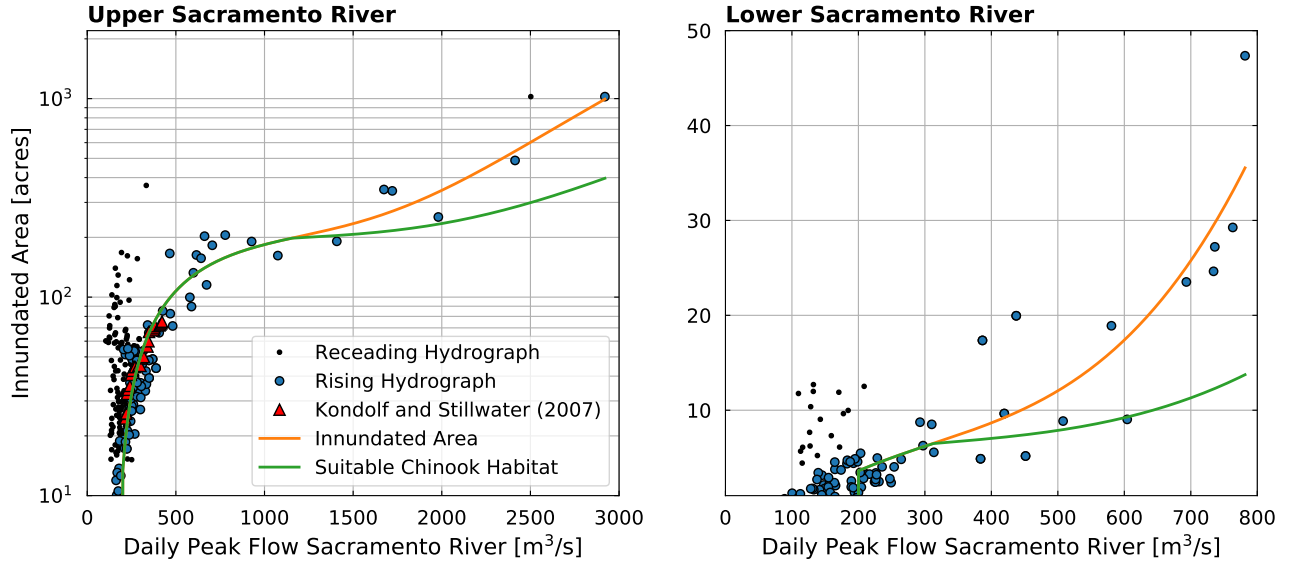 Upper Sacramento River
Innundated Area [acres]
10³
10²
10¹
0 500 1000 1500 2000 2500 3000
Daily Peak Flow Sacramento River [m³/s]
Receading Hydrograph
Rising Hydrograph
Kondolf and Stillwater (2007)
Innundated Area
Suitable Chinook Habitat
Lower Sacramento River
50
40
30
20
10
0 100 200 300 400 500 600 700 800
Daily Peak Flow Sacramento River [m³/s]